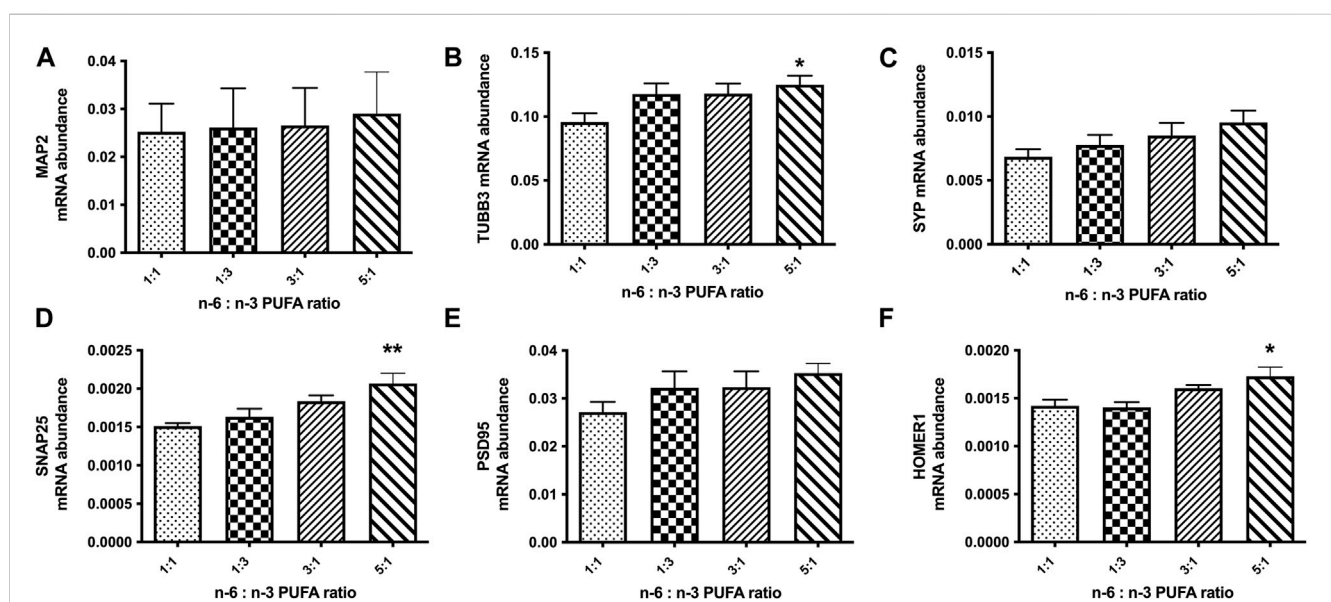 A
MAP2
mRNA abundance
0.04
0.03
0.02
0.01
0.00
1:1
1:3
3:1
5:1
n-6 : n-3 PUFA ratio
B
TUBB3 mRNA abundance
0.15
0.10
0.05
0.00
*
1:1
1:3
3:1
5:1
n-6 : n-3 PUFA ratio
C
SYP mRNA abundance
0.015
0.010
0.005
0.000
1:1
1:3
3:1
5:1
n-6 : n-3 PUFA ratio
D
SNAP25
mRNA abundance
0.0025
0.0020
0.0015
0.0010
0.0005
0.0000
**
1:1
1:3
3:1
5:1
n-6 : n-3 PUFA ratio
E
PSD95
mRNA abundance
0.04
0.03
0.02
0.01
0.00
1:1
1:3
3:1
5:1
n-6 : n-3 PUFA ratio
F
HOMER1
mRNA abundance
0.0020
0.0015
0.0010
0.0005
0.0000
*
1:1
1:3
3:1
5:1
n-6 : n-3 PUFA ratio